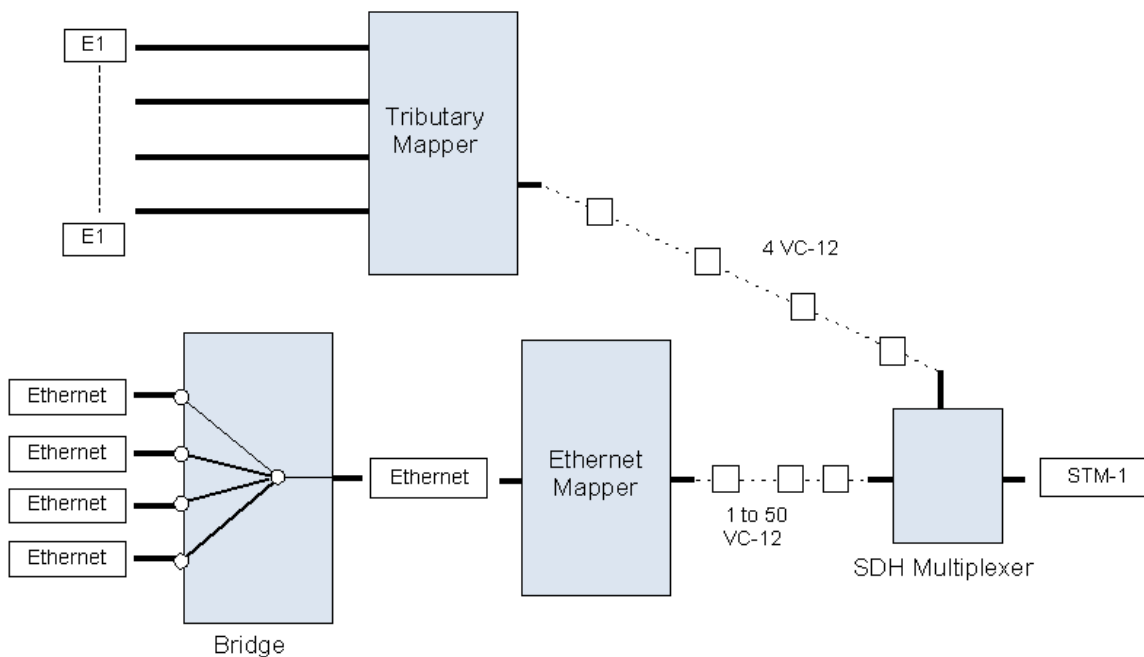 E1
Tributary
Mapper
E1
4 VC-12
Ethernet
Ethernet
Ethernet
Ethernet
Bridge
Ethernet
Ethernet
Mapper
1 to 50
VC-12
SDH Multiplexer
STM-1